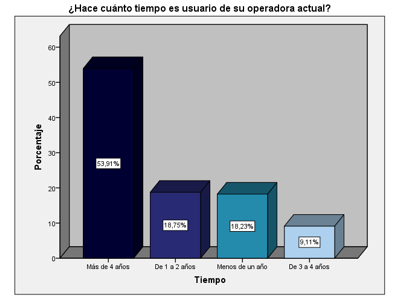 ¿Hace cuánto tiempo es usuario de su operadora actual?
Porcentaje
60
50
40
30
20
10
0
53,91%
18,75%
18,23%
9,11%
Más de 4 años
De 1 a 2 años
Menos de un año
De 3 a 4 años
Tiempo